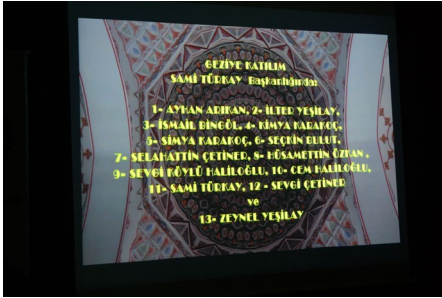 GEZİYE KATILIM
SAMİ TÜRKAY Başkanlığında;
1- AYHAN ARIKAN, 2- İLTER YEŞİLAY,
3- İSMAİL BİNGÖL, 4- KİMYA KARAKOÇ,
5- SİMYA KARAKOÇ, 6- SEÇKİN BULUT,
7- SELAHATTİN ÇETİNER, 8- HÜSAMETTİN ÖZKAN ,
9- SEVGİ KÖYLÜ HALİLOĞLU, 10- CEM HALİLOĞLU,
11- SAMİ TÜRKAY, 12 - SEVGİ ÇETİNER
ve
13- ZEYNEL YEŞİLAY